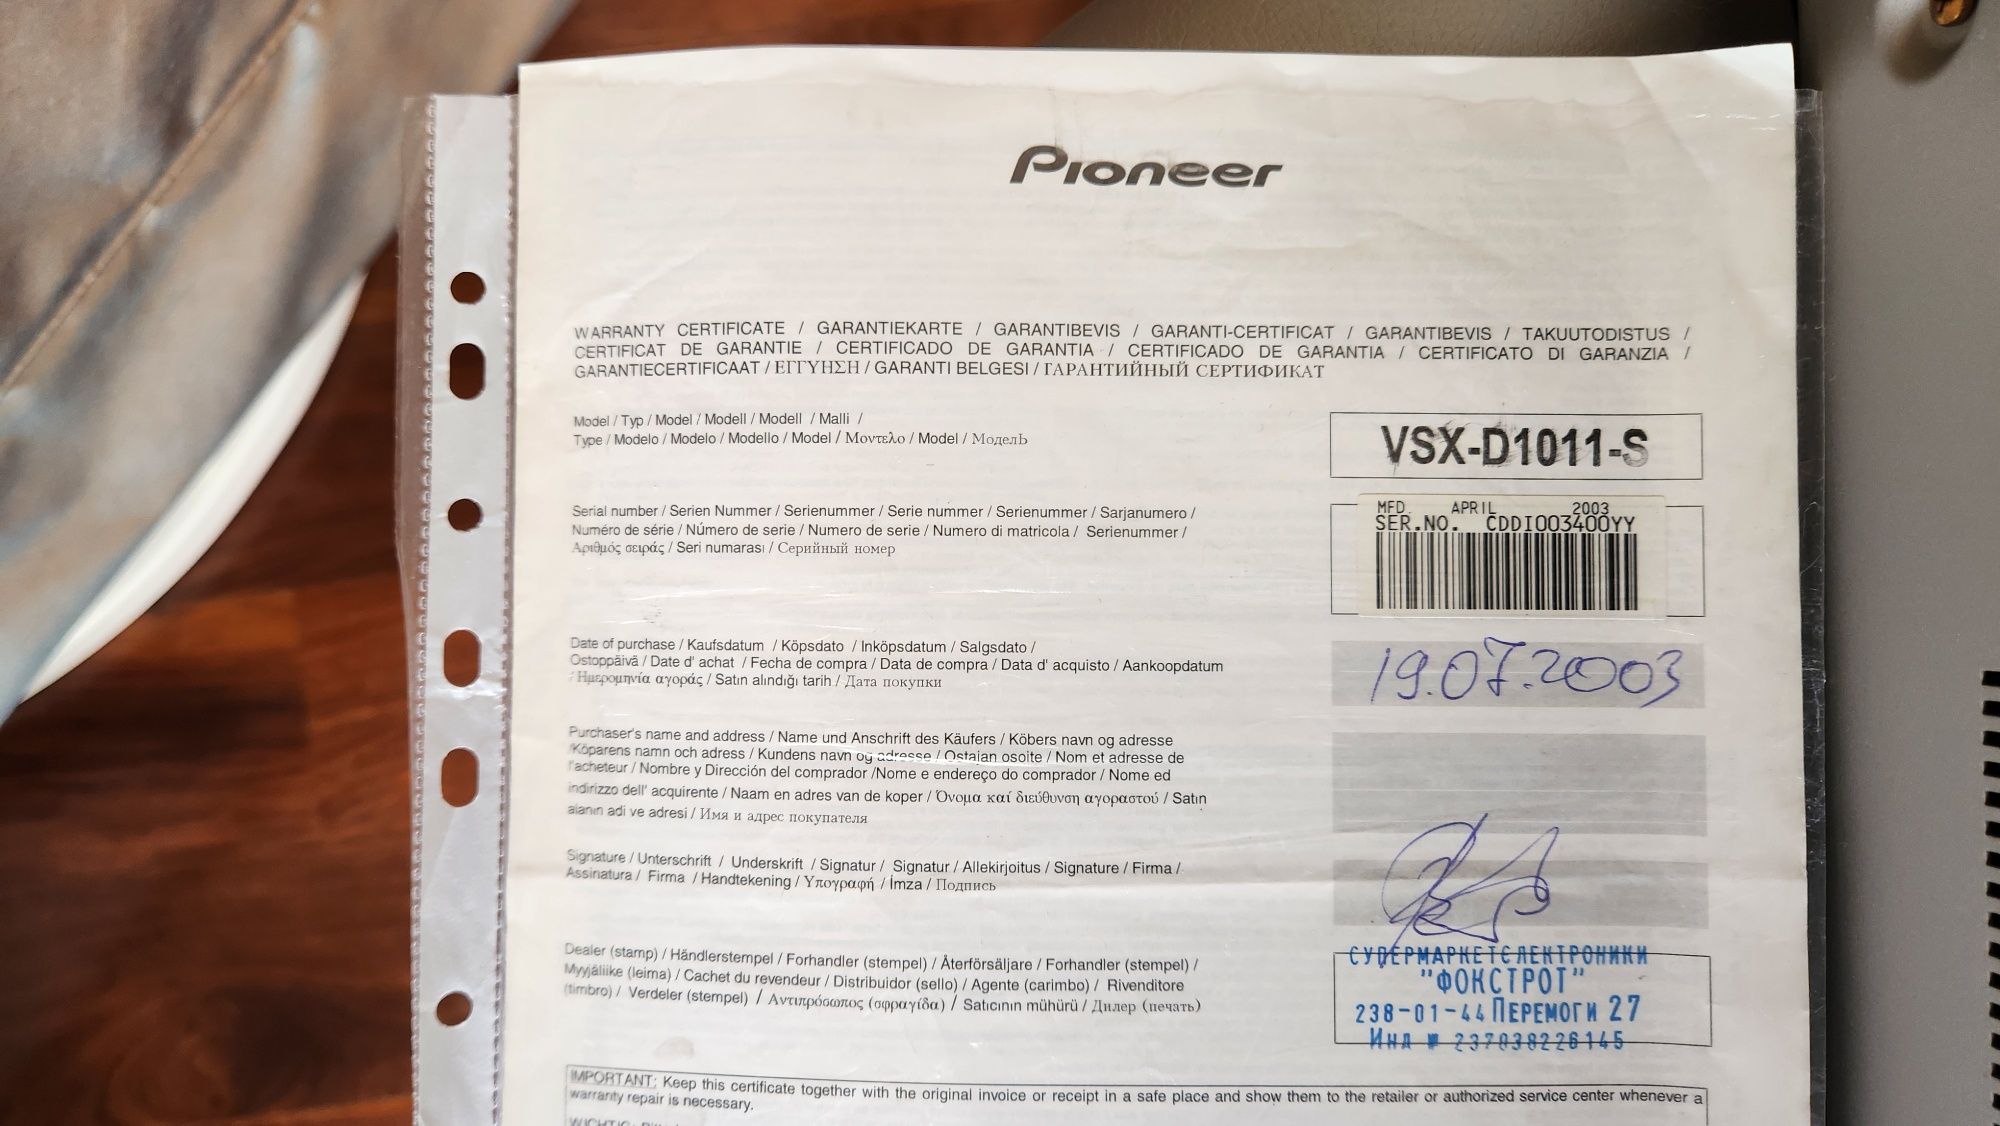 Pioneer
WARRANTY CERTIFICATE / GARANTIEKARTE / GARANTIBEVIS / GARANTI-CERTIFICAT / GARANTIBEVIS / TAKUUTODISTUS /
CERTIFICAT DE GARANTIE / CERTIFICADO DE GARANTIA / CERTIFICADO DE GARANTIA / CERTIFICATO DI GARANZIA /
GARANTIECERTIFICAAT / ΕΓΓΥΗΣΗ / GARANTI BELGESI / ГАРАНТИЙНЫЙ СЕРТИФИКАТ
Model / Typ / Model / Modell / Modell / Malli /
Type / Modelo / Modelo / Modello / Model / Μοντελο / Model / МоделЬ
VSX-D1011-S
Serial number / Serien Nummer / Serienummer / Serie nummer / Serienummer / Sarjanumero /
Numéro de série / Número de serie / Numero de serie / Numero di matricola / Serienummer /
Αριθμός σειράς / Seri numarası / Серийный номер
MFD. APRIL 2003
SER.NO. CDDI003400YY
Date of purchase / Kaufsdatum / Köpsdato / Inköpsdatum / Salgsdato /
Ostoppäivä / Date d' achat / Fecha de compra / Data de compra / Data d' acquisto / Aankoopdatum
/ Ημερομηνία αγοράς / Satın alındığı tarih / Дата покупки
19.07.2003
Purchaser's name and address / Name und Anschrift des Käufers / Köbers navn og adresse
/Köparens namn och adress / Kundens navn og adresse / Ostajan osoite / Nom et adresse de
l'acheteur / Nombre y Dirección del comprador /Nome e endereço do comprador / Nome ed
indirizzo dell' acquirente / Naam en adres van de koper / Όνομα καί διεύθυνση αγοραστού / Satın
alanın adi ve adresi / Имя и адрес покупателя
Signature / Unterschrift / Underskrift / Signatur / Signatur / Allekirjoitus / Signature / Firma /
Assinatura / Firma / Handtekening / Υπογραφή / İmza / Подпись
Dealer (stamp) / Händlerstempel / Forhandler (stempel) / Återförsäljare / Forhandler (stempel) /
Myyjäliike (leima) / Cachet du revendeur / Distribuidor (sello) / Agente (carimbo) / Rivenditore
(timbro) / Verdeler (stempel) / Αντιπρόσωπος (σφραγίδα) / Satıcının mühürü / Дилер (печать)
СУПЕРМАРКЕТ ЄЛЕКТРОНИКИ
"ФОКСТРОТ"
238-01-44 ПЕРЕМОГИ 27
Инд № 237038226145
IMPORTANT: Keep this certificate together with the original invoice or receipt in a safe place and show them to the retailer or authorized service center whenever a
warranty repair is necessary.